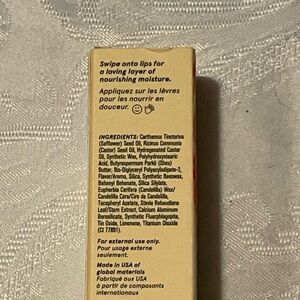 Swipe onto lips for
a loving layer of
nourishing moisture.
Appliquez sur les lèvres
pour les nourrir en
douceur.
INGREDIENTS: Carthamus Tinctorius
(Safflower) Seed Oil, Ricinus Communis
(Castor) Seed Oil, Hydrogenated Castor
Oil, Synthetic Wax, Polyhydroxystearic
Acid, Butyrospermum Parkii (Shea)
Butter, Bis-Diglyceryl Polyacyladipate-2,
Flavor/Aroma, Silica, Synthetic Beeswax,
Behenyl Behenate, Silica Silylate,
Euphorbia Cerifera (Candelilla) Wax/
Candelilla Cera/Cire de Candelilla,
Tocopheryl Acetate, Stevia Rebaudiana
Leaf/Stem Extract, Calcium Aluminum
Borosilicate, Synthetic Fluorphlogopite,
Tin Oxide, Limonene, Titanium Dioxide
(CI 77891).
For external use only.
Pour usage externe
seulement.
Made in USA of
global materials
Fabriqué aux USA
à partir de composants
internationaux